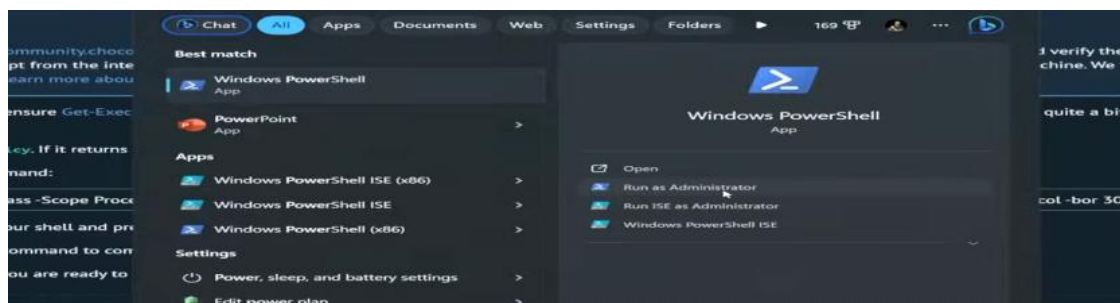 Chat All Apps Documents Web Settings Folders 169
Best match
Windows PowerShell
App
PowerPoint
App
Apps
Windows PowerShell ISE (x86)
Windows PowerShell ISE
Windows PowerShell (x86)
Settings
Power, sleep, and battery settings
Edit power plan
Windows PowerShell
App
Open
Run as Administrator
Run ISE as Administrator
Windows PowerShell ISE
ommunity.choco
pt from the inte
earn more abou
ensure Get-Exec
cy. If it returns
mand:
ass -Scope Proce
our shell and pre
ommand to com
ou are ready to
d verify the
chine. We
quite a bi
col -bor 30